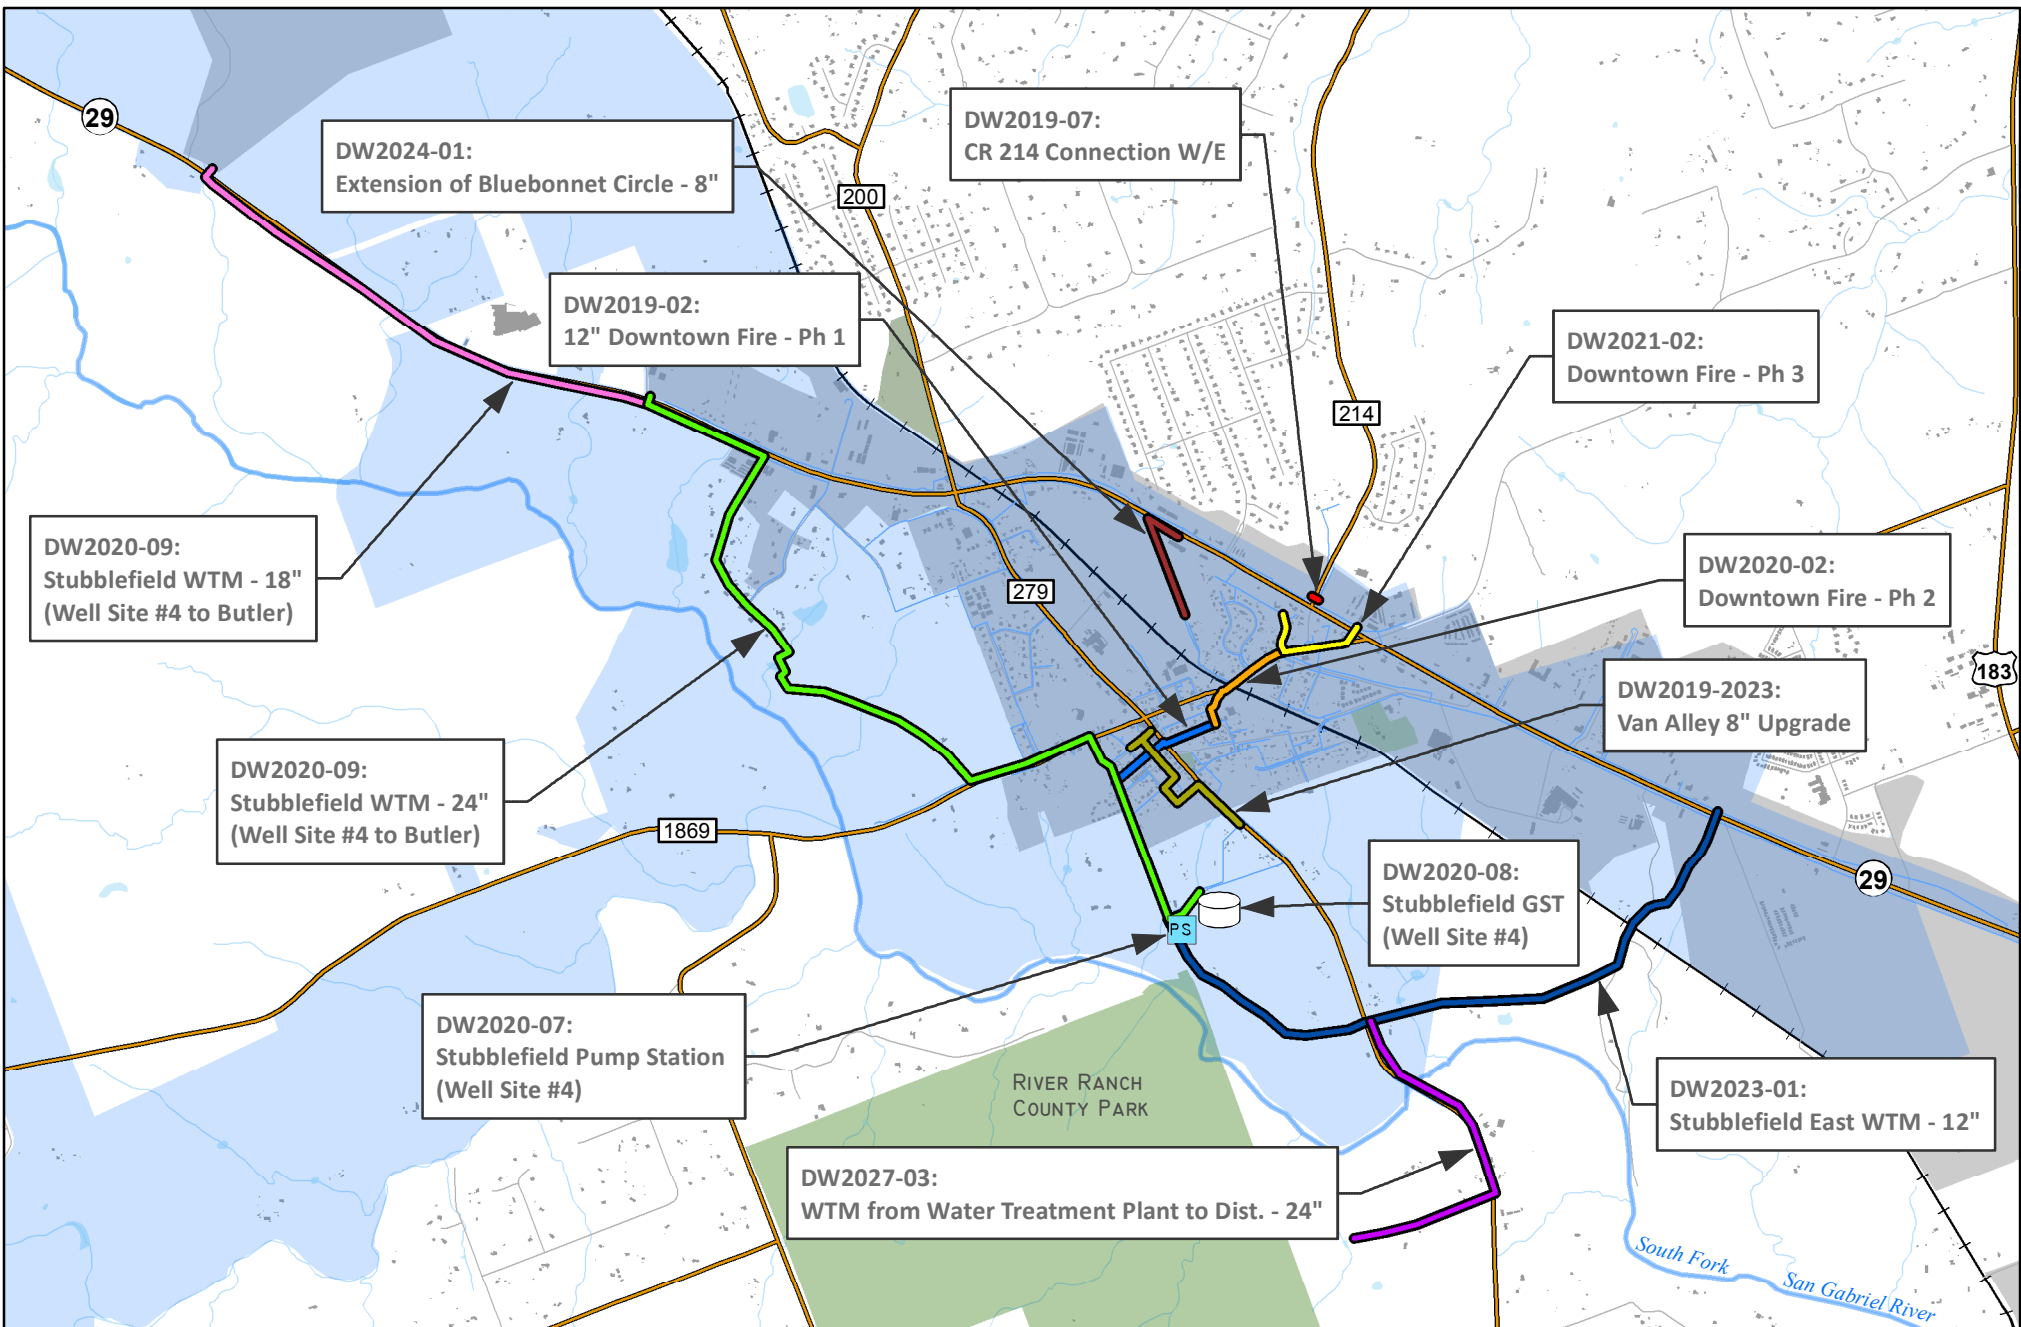 29
DW2024-01:
Extension of Bluebonnet Circle - 8"
DW2019-07:
CR 214 Connection W/E
200
DW2019-02:
12" Downtown Fire - Ph 1
DW2021-02:
Downtown Fire - Ph 3
214
DW2020-09:
Stubblefield WTM - 18"
(Well Site #4 to Butler)
279
DW2020-02:
Downtown Fire - Ph 2
183
DW2019-2023:
Van Alley 8" Upgrade
DW2020-09:
Stubblefield WTM - 24"
(Well Site #4 to Butler)
1869
DW2020-08:
Stubblefield GST
(Well Site #4)
29
PS
DW2020-07:
Stubblefield Pump Station
(Well Site #4)
RIVER RANCH
COUNTY PARK
DW2023-01:
Stubblefield East WTM - 12"
DW2027-03:
WTM from Water Treatment Plant to Dist. - 24"
South Fork
San Gabriel River